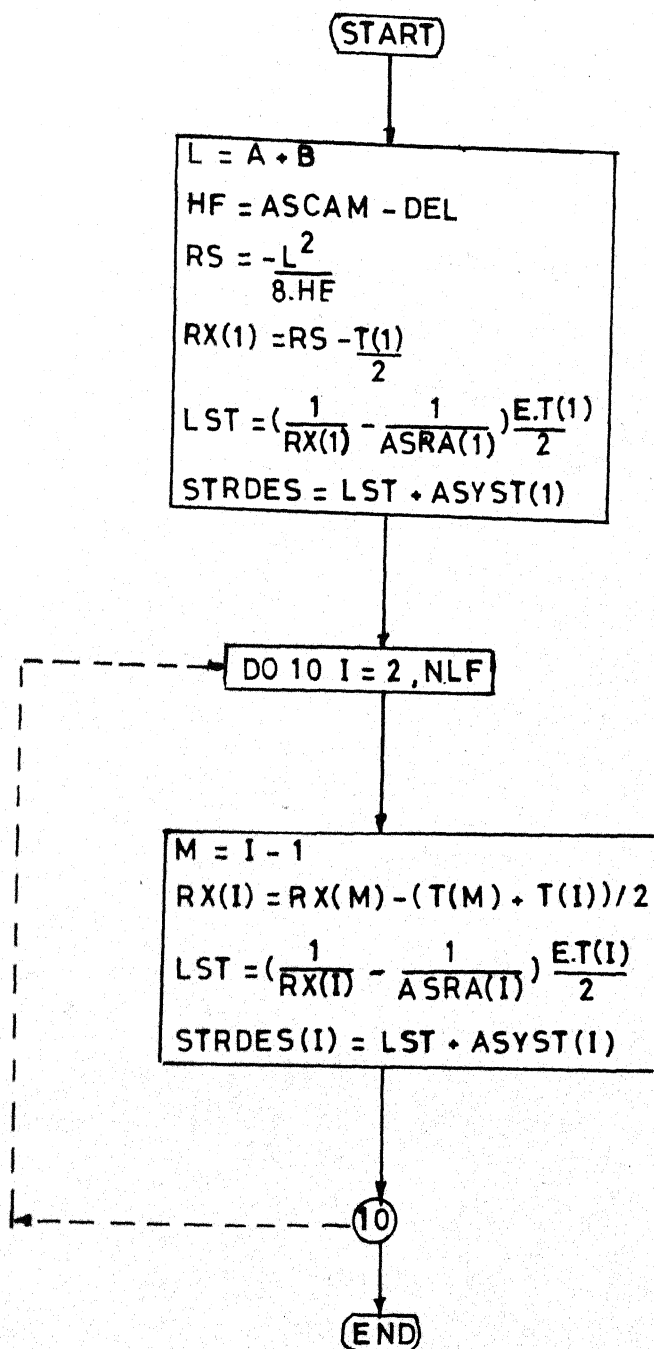 START
L = A + B
HF = ASCAM - DEL
RS = -L²/8.HF
RX(1) = RS - T(1)/2
LST = (1/RX(1) - 1/ASRA(1)) E.T(1)/2
STRDES = LST + ASYST(1)
DO 10 I = 2, NLF
M = I - 1
RX(I) = RX(M) - (T(M) + T(I))/2
LST = (1/RX(I) - 1/ASRA(I)) E.T(I)/2
STRDES(I) = LST + ASYST(I)
10
END